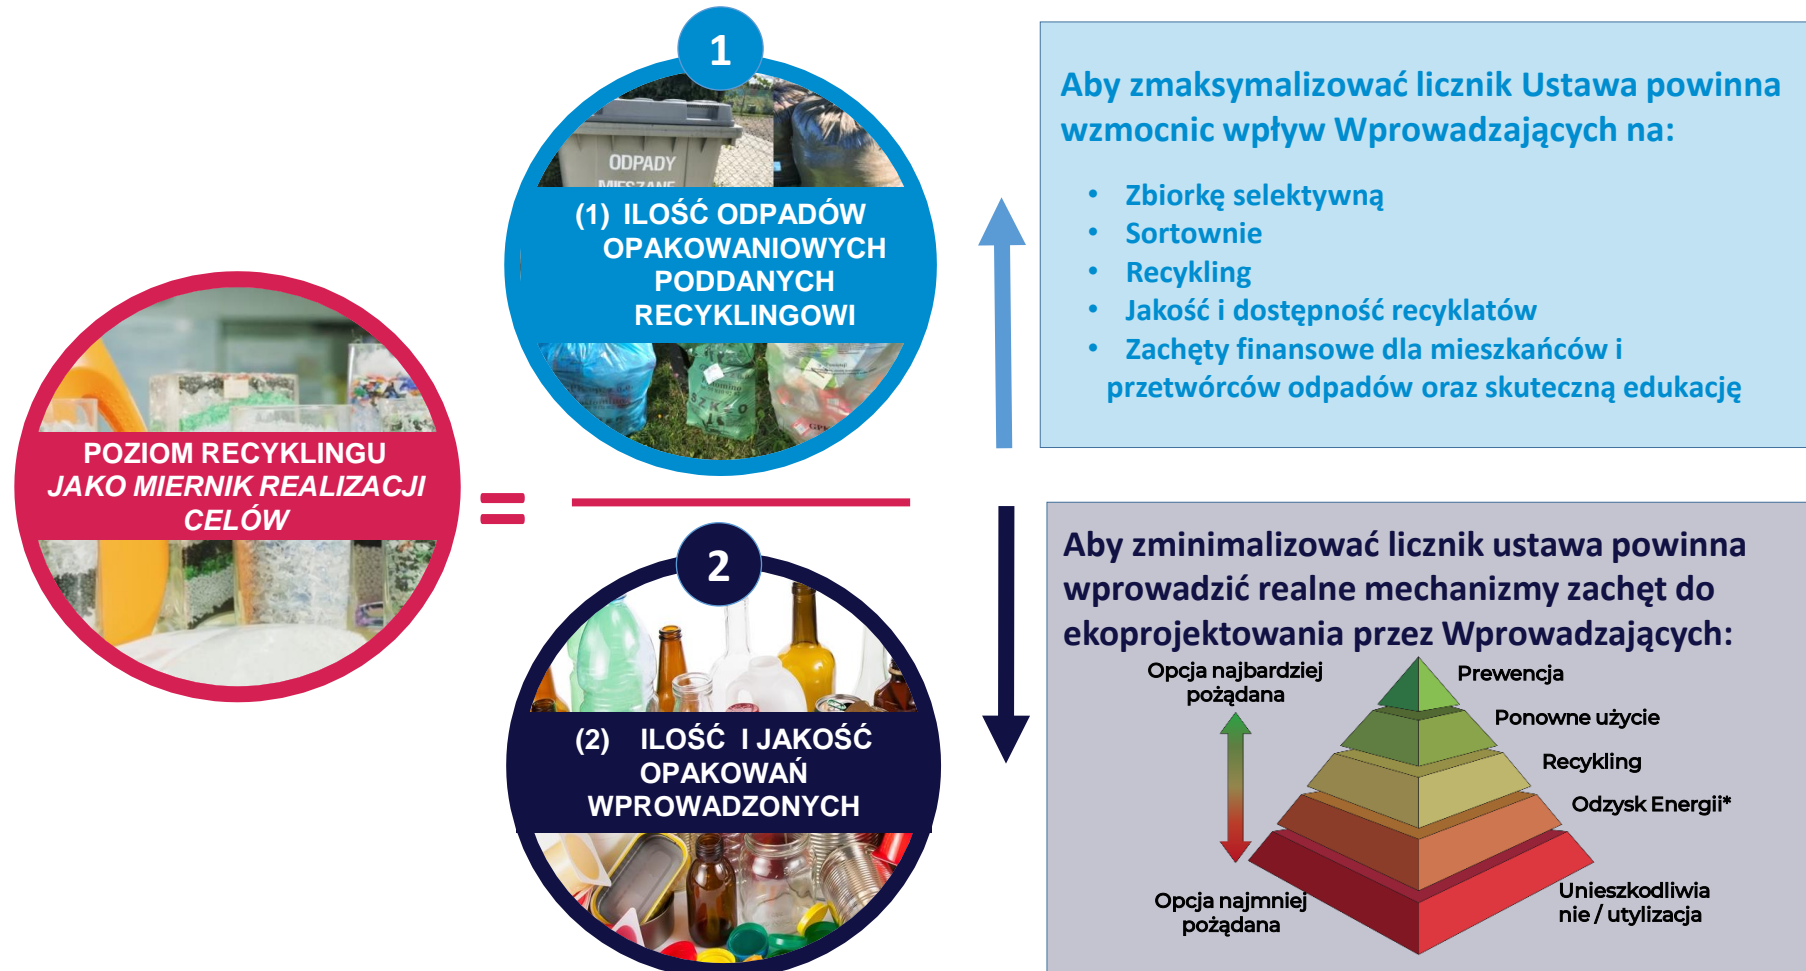 POZIOM RECYKLINGU
JAKO MIERNIK REALIZACJI
CELÓW
=
1
ODPADY
MIESZANE
(1) ILOŚĆ ODPADÓW
OPAKOWANIOWYCH
PODDANYCH
RECYKLINGOWI
SZKŁO
2
(2) ILOŚĆ I JAKOŚĆ
OPAKOWAŃ
WPROWADZONYCH
Aby zmaksymalizować licznik Ustawa powinna
wzmocnic wpływ Wprowadzających na:
• Zbiorkę selektywną
• Sortownie
• Recykling
• Jakość i dostępność recyklatów
• Zachęty finansowe dla mieszkańców i
przetwórców odpadów oraz skuteczną edukację
Aby zminimalizować licznik ustawa powinna
wprowadzić realne mechanizmy zachęt do
ekoprojektowania przez Wprowadzających:
Opcja najbardziej
pożądana
Prewencja
Ponowne użycie
Recykling
Odzysk Energii*
Unieszkodliwia
nie / utylizacja
Opcja najmniej
pożądana